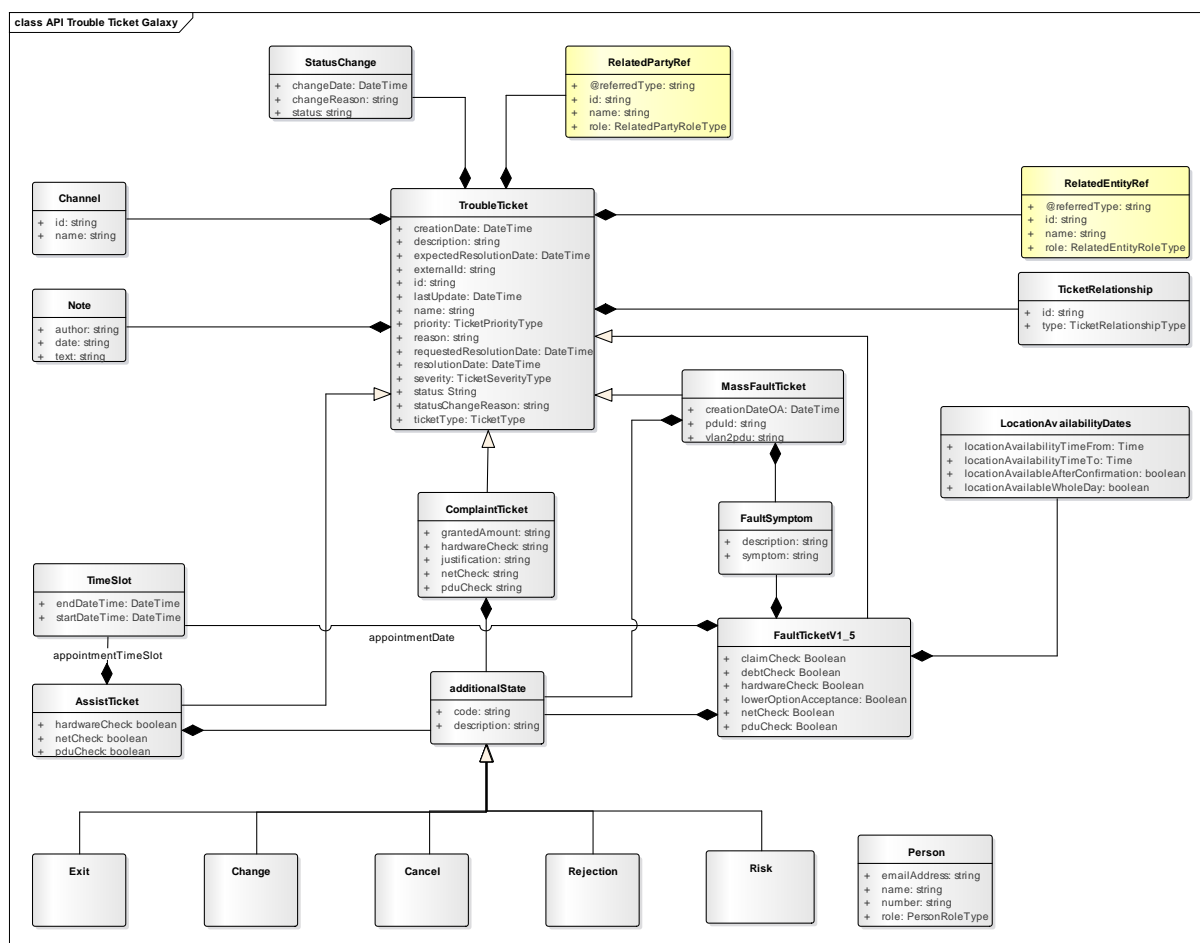 class API Trouble Ticket Galaxy
StatusChange
+ changeDate: DateTime
+ changeReason: string
+ status: string
RelatedPartyRef
+ @referredType: string
+ id: string
+ name: string
+ role: RelatedPartyRoleType
Channel
+ id: string
+ name: string
TroubleTicket
+ creationDate: DateTime
+ description: string
+ expectedResolutionDate: DateTime
+ externalId: string
+ id: string
+ lastUpdate: DateTime
+ name: string
+ priority: TicketPriorityType
+ reason: string
+ requestedResolutionDate: DateTime
+ resolutionDate: DateTime
+ severity: TicketSeverityType
+ status: String
+ statusChangeReason: string
+ ticketType: TicketType
RelatedEntityRef
+ @referredType: string
+ id: string
+ name: string
+ role: RelatedEntityRoleType
Note
+ author: string
+ date: string
+ text: string
TicketRelationship
+ id: string
+ type: TicketRelationshipType
MassFaultTicket
+ creationDateOA: DateTime
+ pduId: string
+ vlan2pdu: string
LocationAvailabilityDates
+ locationAvailabilityTimeFrom: Time
+ locationAvailabilityTimeTo: Time
+ locationAvailableAfterConfirmation: boolean
+ locationAvailableWholeDay: boolean
ComplaintTicket
+ grantedAmount: string
+ hardwareCheck: string
+ justification: string
+ netCheck: string
+ pduCheck: string
FaultSymptom
+ description: string
+ symptom: string
TimeSlot
+ endDateTime: DateTime
+ startDateTime: DateTime
appointmentDate
appointmentTimeSlot
FaultTicketV1_5
+ claimCheck: Boolean
+ debtCheck: Boolean
+ hardwareCheck: Boolean
+ lowerOptionAcceptance: Boolean
+ netCheck: Boolean
+ pduCheck: Boolean
AssistTicket
+ hardwareCheck: boolean
+ netCheck: boolean
+ pduCheck: boolean
additionalState
+ code: string
+ description: string
Exit
Change
Cancel
Rejection
Risk
Person
+ emailAddress: string
+ name: string
+ number: string
+ role: PersonRoleType